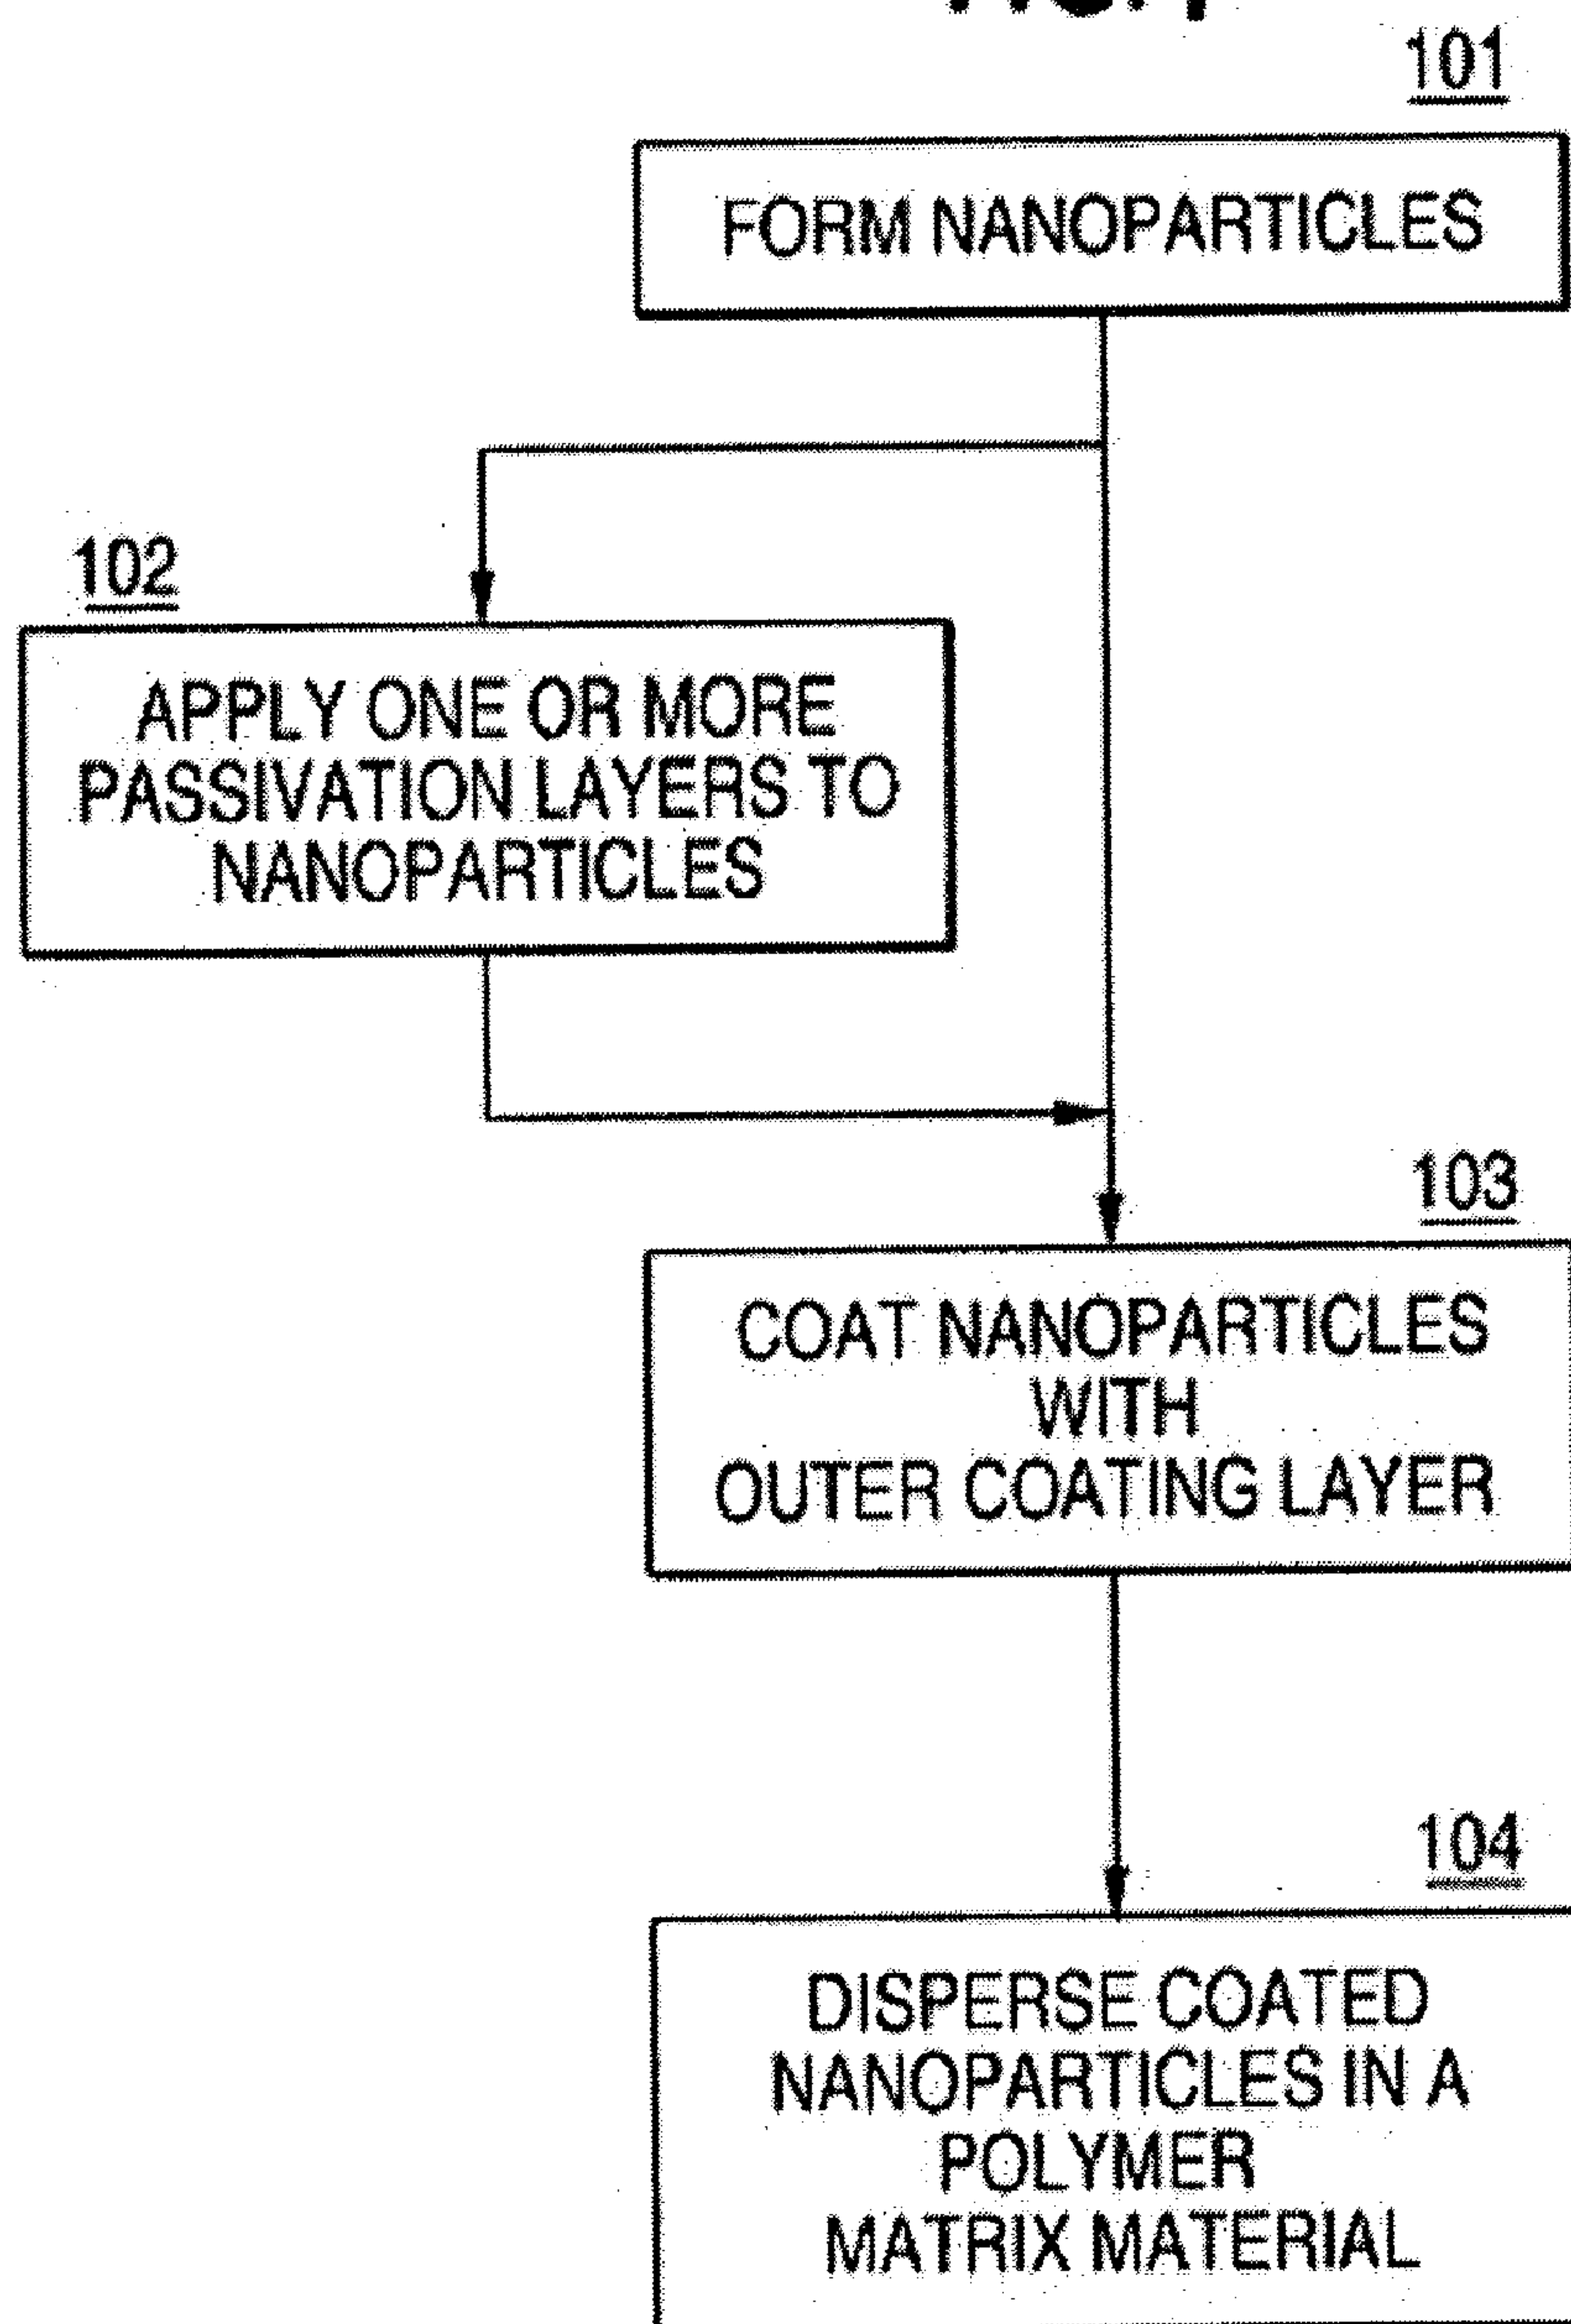 101
FORM NANOPARTICLES
102
APPLY ONE OR MORE
PASSIVATION LAYERS TO
NANOPARTICLES
103
COAT NANOPARTICLES
WITH
OUTER COATING LAYER
104
DISPERSE COATED
NANOPARTICLES IN A
POLYMER
MATRIX MATERIAL